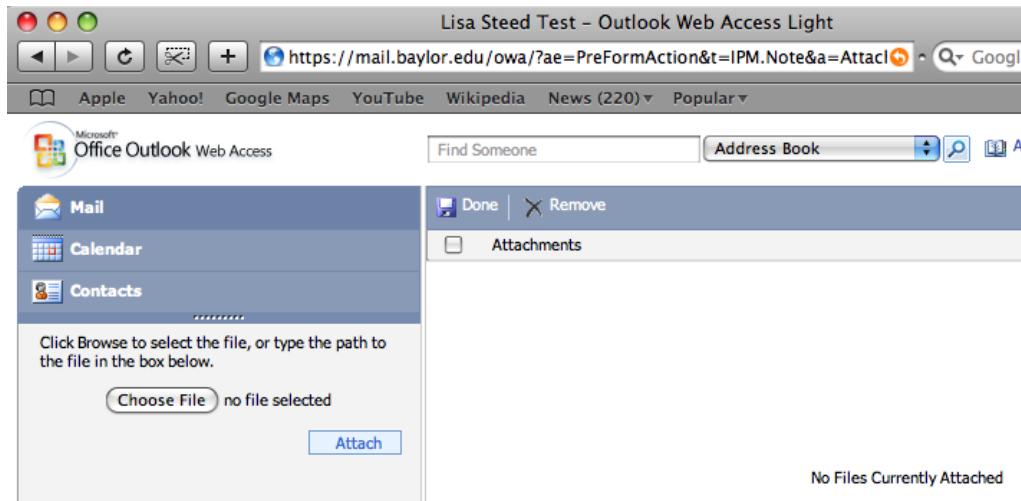 Lisa Steed Test – Outlook Web Access Light
https://mail.baylor.edu/owa/?ae=PreFormAction&t=IPM.Note&a=Attacl
Googl
Apple Yahoo! Google Maps YouTube Wikipedia News (220) Popular
Microsoft
Office Outlook Web Access
Find Someone
Address Book
A
Mail
Done
Remove
Calendar
Attachments
Contacts
Click Browse to select the file, or type the path to
the file in the box below.
Choose File no file selected
Attach
No Files Currently Attached